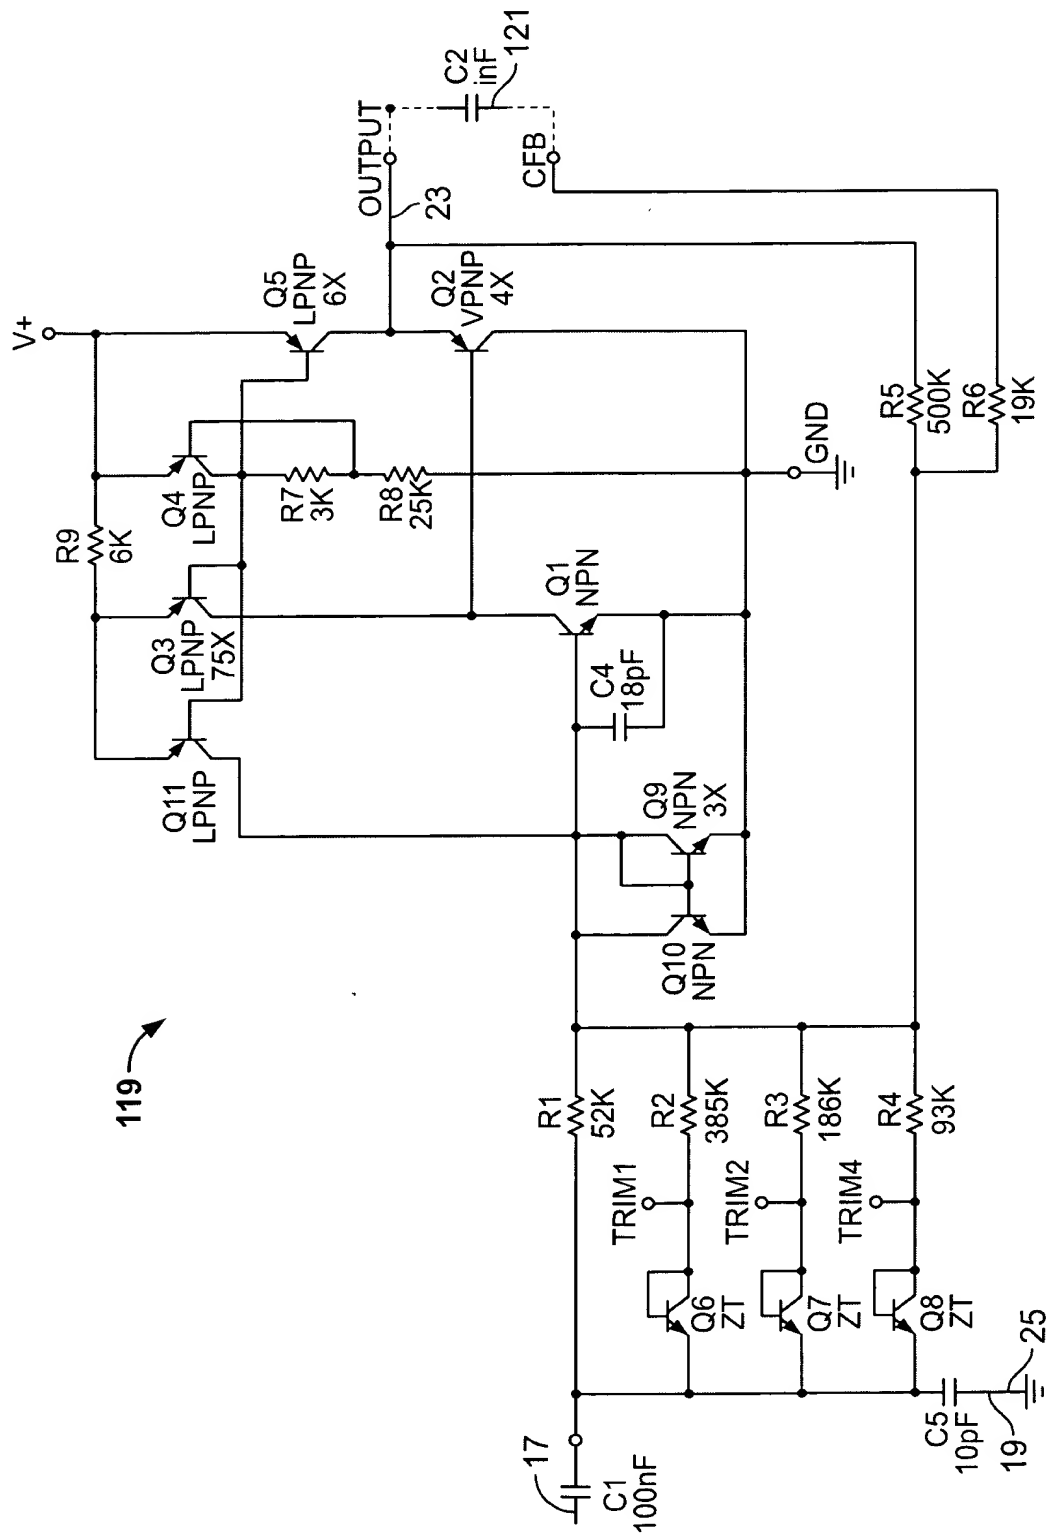 119
V+
R9
6K
Q4
LPNP
Q5
LPNP
6X
Q3
LPNP
75X
Q11
LPNP
R7
3K
R8
25K
Q2
VPNP
4X
OUTPUT
23
C2
inF
121
CFB
Q1
NPN
C4
18pF
Q9
NPN
3X
Q10
NPN
GND
R5
500K
R6
19K
R1
52K
R2
385K
R3
186K
R4
93K
TRIM1
TRIM2
TRIM4
Q6
ZT
Q7
ZT
Q8
ZT
17
C1
100nF
C5
10pF
19
25